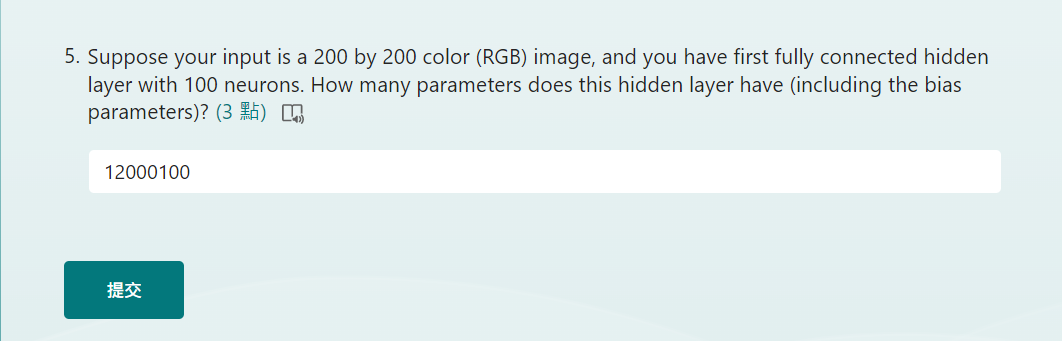 5. Suppose your input is a 200 by 200 color (RGB) image, and you have first fully connected hidden
layer with 100 neurons. How many parameters does this hidden layer have (including the bias
parameters)? (3 點)
12000100
提交